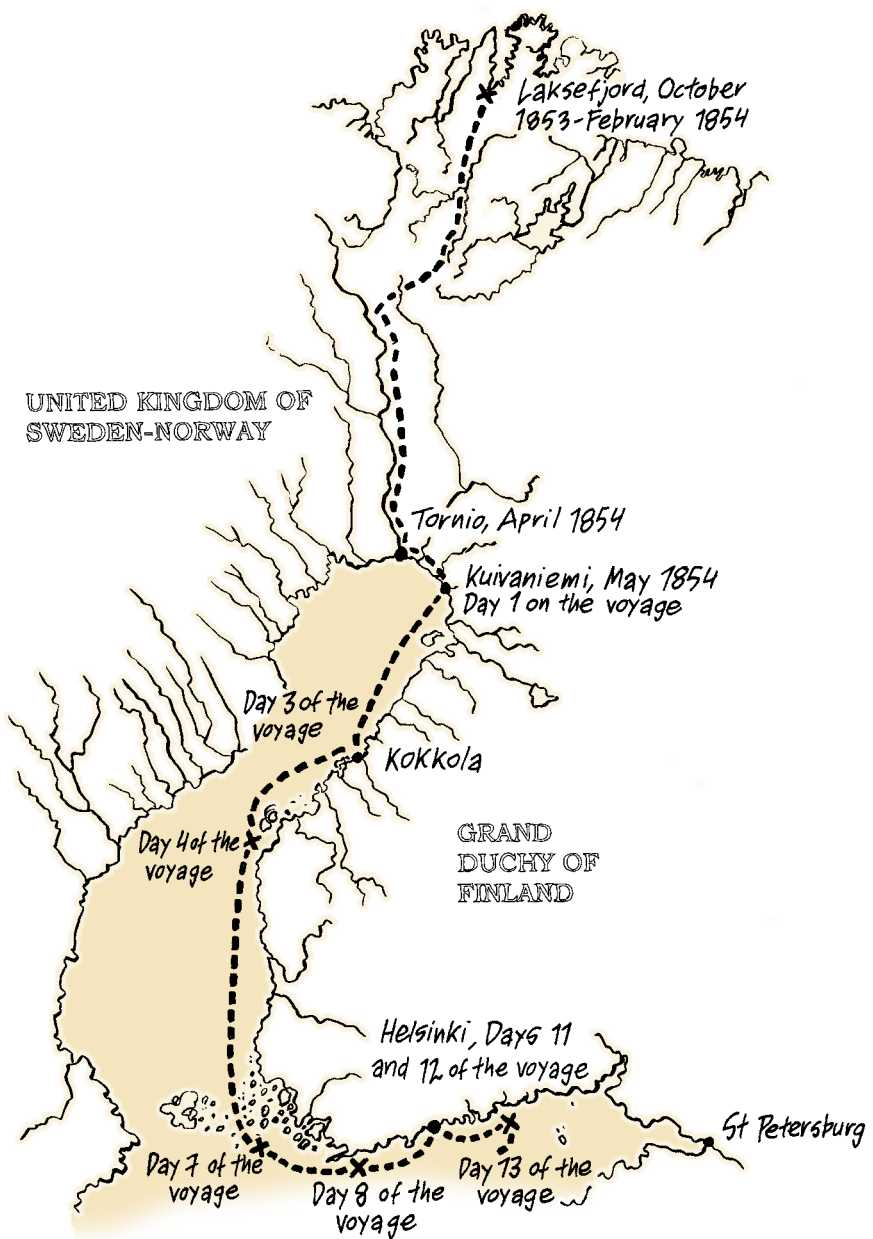 Laksefjord, October
1853-February 1854
UNITED KINGDOM OF
SWEDEN-NORWAY
Tornio, April 1854
Kuivaniemi, May 1854
Day 1 on the voyage
Day 3 of the
voyage
Kokkola
Day 4 of the
voyage
GRAND
DUCHY OF
FINLAND
Helsinki, Days 11
and 12 of the voyage
St Petersburg
Day 7 of the
voyage
Day 8 of the
voyage
Day 13 of the
voyage